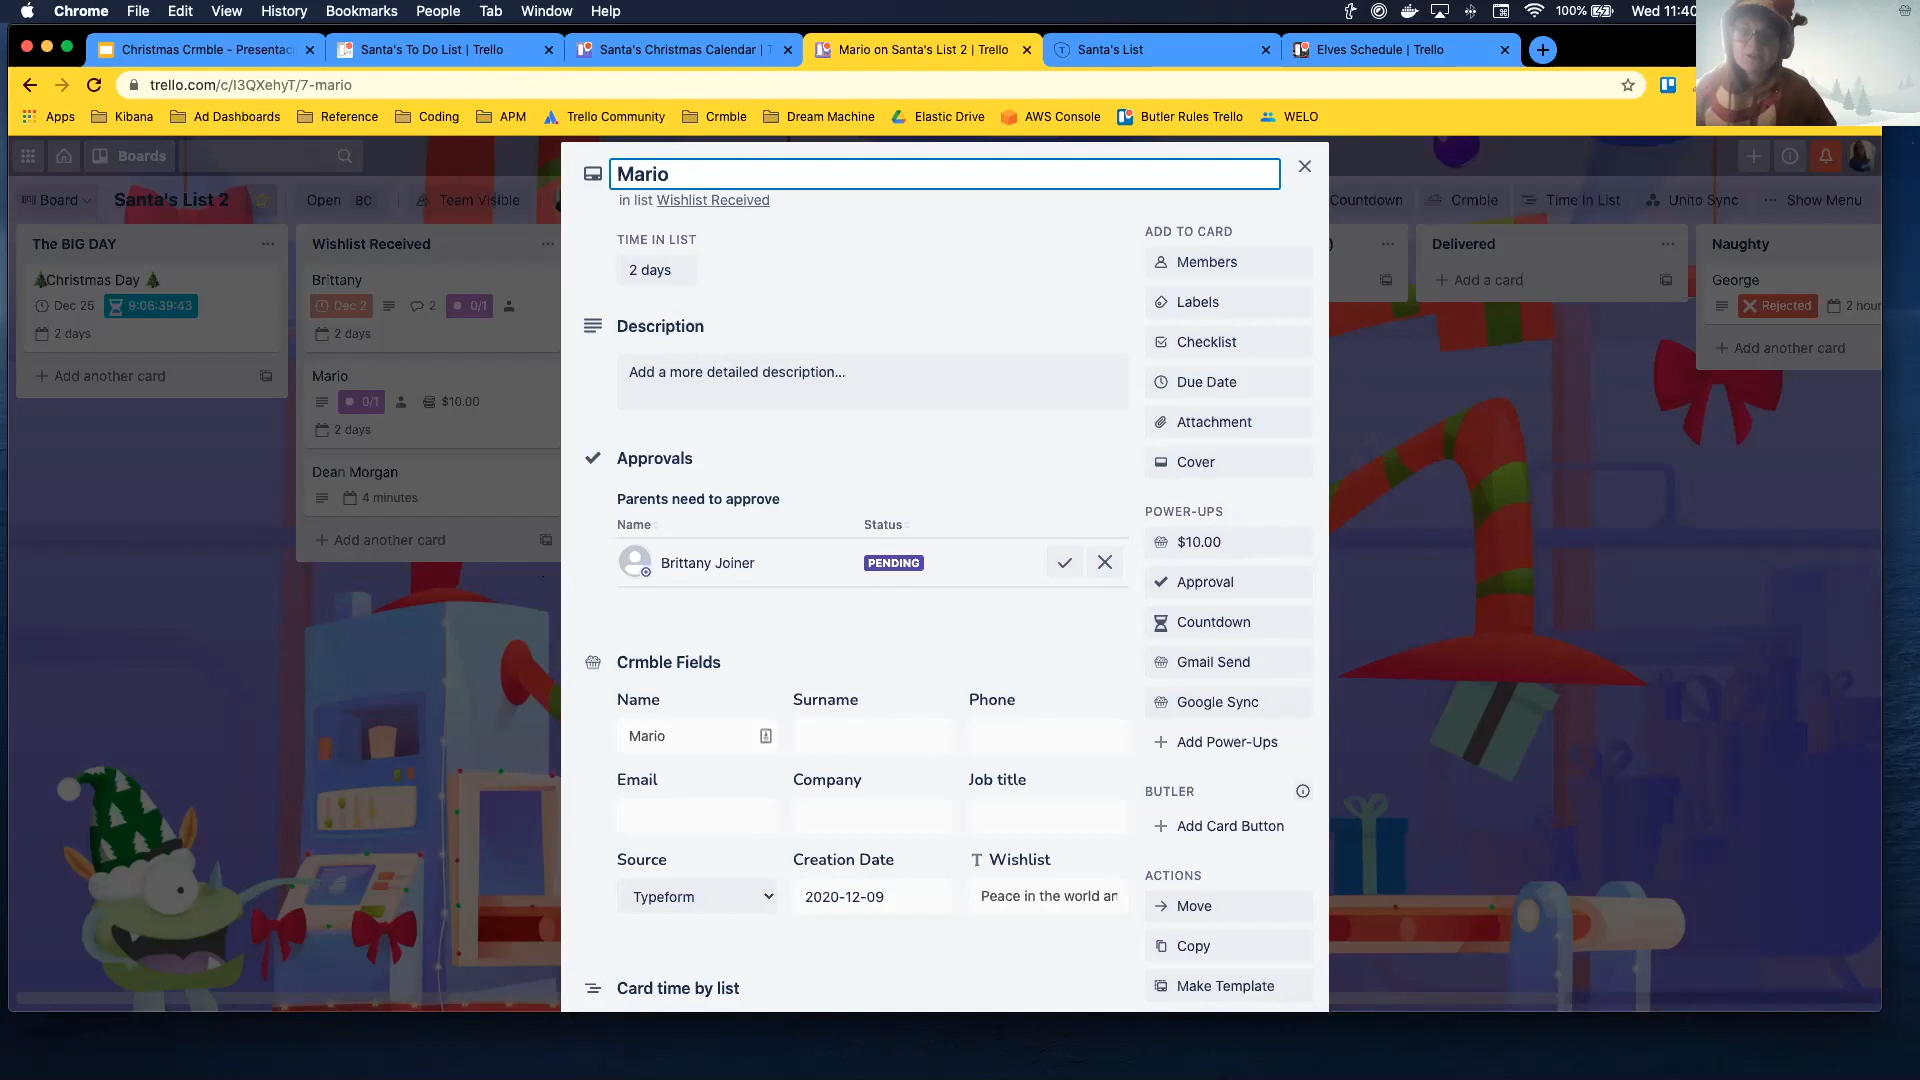 Chrome File Edit View History Bookmarks People Tab Window Help 100% Wed 11:40
Christmas Crmble - Presentac
Santa's To Do List | Trello
Santa's Christmas Calendar | T
Mario on Santa's List 2 | Trello
Santa's List
Elves Schedule | Trello
trello.com/c/I3QXehyT/7-mario
Apps Kibana Ad Dashboards Reference Coding APM Trello Community Crmble Dream Machine Elastic Drive AWS Console Butler Rules Trello WELO
Boards
Board Santa's List 2 Open BC Team Visible Countdown Crmble Time In List Unito Sync Show Menu
The BIG DAY
Christmas Day
Dec 25 9:06:39:43
2 days
+ Add another card
Wishlist Received
Brittany
Dec 2 2 0/1
2 days
Mario
0/1 $10.00
2 days
Dean Morgan
4 minutes
+ Add another card
Mario
in list Wishlist Received
TIME IN LIST
2 days
Description
Add a more detailed description...
Approvals
Parents need to approve
Name Status
Brittany Joiner PENDING
Crmble Fields
Name Surname Phone
Mario
Email Company Job title
Source Creation Date Wishlist
Typeform 2020-12-09 Peace in the world an
Card time by list
ADD TO CARD
Members
Labels
Checklist
Due Date
Attachment
Cover
POWER-UPS
$10.00
Approval
Countdown
Gmail Send
Google Sync
+ Add Power-Ups
BUTLER
+ Add Card Button
ACTIONS
Move
Copy
Make Template
)
Delivered
+ Add a card
Naughty
George
Rejected 2 hour
+ Add another card